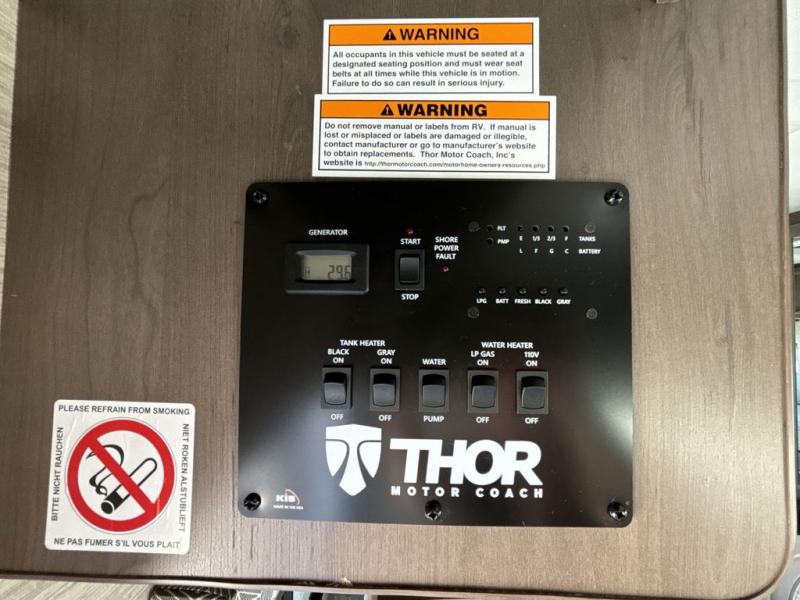 WARNING
All occupants in this vehicle must be seated at a
designated seating position and must wear seat
belts at all times while this vehicle is in motion.
Failure to do so can result in serious injury.
WARNING
Do not remove manual or labels from RV. If manual is
lost or misplaced or labels are damaged or illegible,
contact manufacturer or go to manufacturer's website
to obtain replacements. Thor Motor Coach, Inc's
website is http://thormotorcoach.com/motorhome-owners-resources.php
GENERATOR
H 29.6
START
STOP
SHORE
POWER
FAULT
FLT
PMP
E 1/3 2/3 F TANKS
L F G C BATTERY
LPG BATT FRESH BLACK GRAY
TANK HEATER
BLACK
ON
GRAY
ON
WATER
WATER HEATER
LP GAS
ON
110V
ON
OFF OFF PUMP OFF OFF
THOR
MOTOR COACH
KIB
MADE IN THE USA
PLEASE REFRAIN FROM SMOKING
NIET ROKEN ALSTUBLIEFT
BITTE NICHT RAUCHEN
NE PAS FUMER S'IL VOUS PLAIT